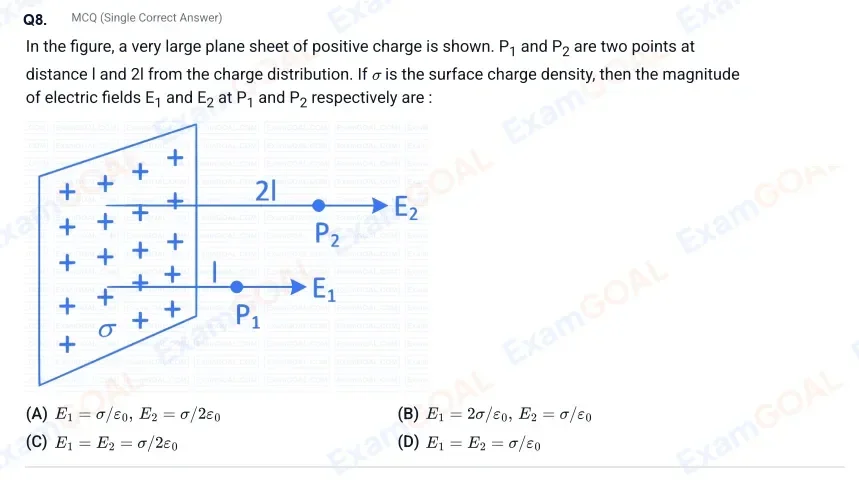 Q8. MCQ (Single Correct Answer)
In the figure, a very large plane sheet of positive charge is shown. P₁ and P₂ are two points at
distance l and 2l from the charge distribution. If σ is the surface charge density, then the magnitude
of electric fields E₁ and E₂ at P₁ and P₂ respectively are :
2l
E₂
P₂
l
E₁
P₁
σ
(A) E₁ = σ/ε₀, E₂ = σ/2ε₀
(B) E₁ = 2σ/ε₀, E₂ = σ/ε₀
(C) E₁ = E₂ = σ/2ε₀
(D) E₁ = E₂ = σ/ε₀
ExamGOAL